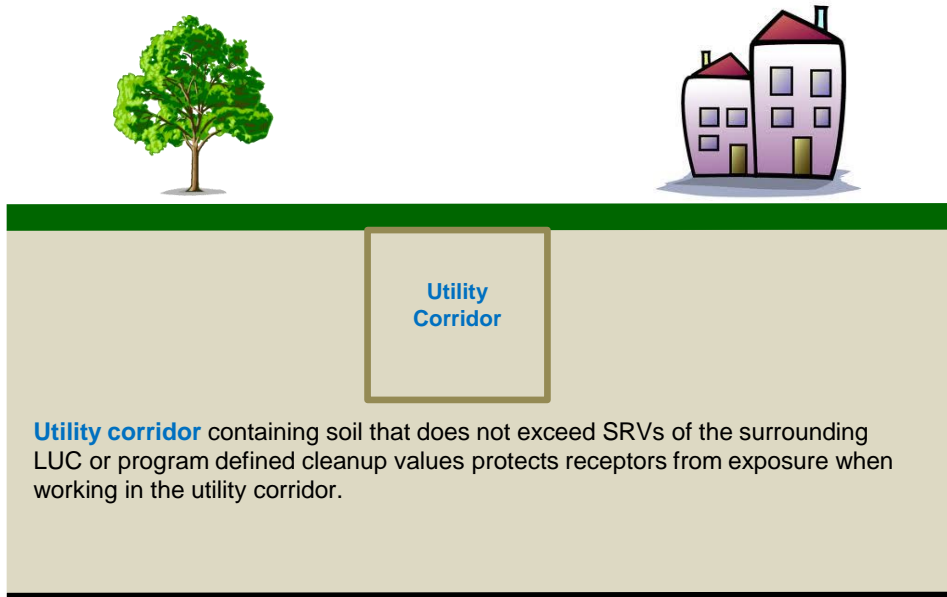 Utility
Corridor
Utility corridor containing soil that does not exceed SRVs of the surrounding
LUC or program defined cleanup values protects receptors from exposure when
working in the utility corridor.